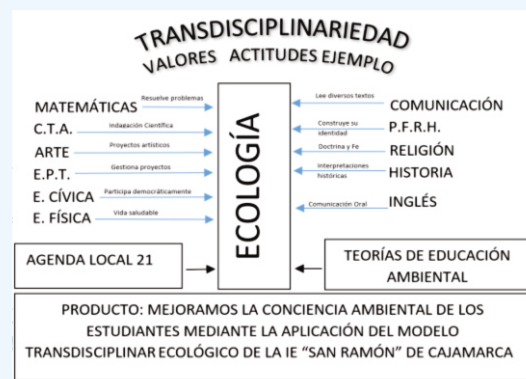 TRANSDISCIPLINARIEDAD
VALORES ACTITUDES EJEMPLO
MATEMÁTICAS
Resuelve problemas
C.T.A.
Indagación Científica
ARTE
Proyectos artísticos
E.P.T.
Gestiona proyectos
E. CÍVICA
Participa democráticamente
E. FÍSICA
Vida saludable
ECOLOGÍA
Lee diversos textos
COMUNICACIÓN
Construye su
identidad
P.F.R.H.
Doctrina y Fe
RELIGIÓN
Interpretaciones
históricas
HISTORIA
Comunicación Oral
INGLÉS
AGENDA LOCAL 21
TEORÍAS DE EDUCACIÓN
AMBIENTAL
PRODUCTO: MEJORAMOS LA CONCIENCIA AMBIENTAL DE LOS
ESTUDIANTES MEDIANTE LA APLICACIÓN DEL MODELO
TRANSDISCIPLINAR ECOLÓGICO DE LA IE “SAN RAMÓN” DE CAJAMARCA